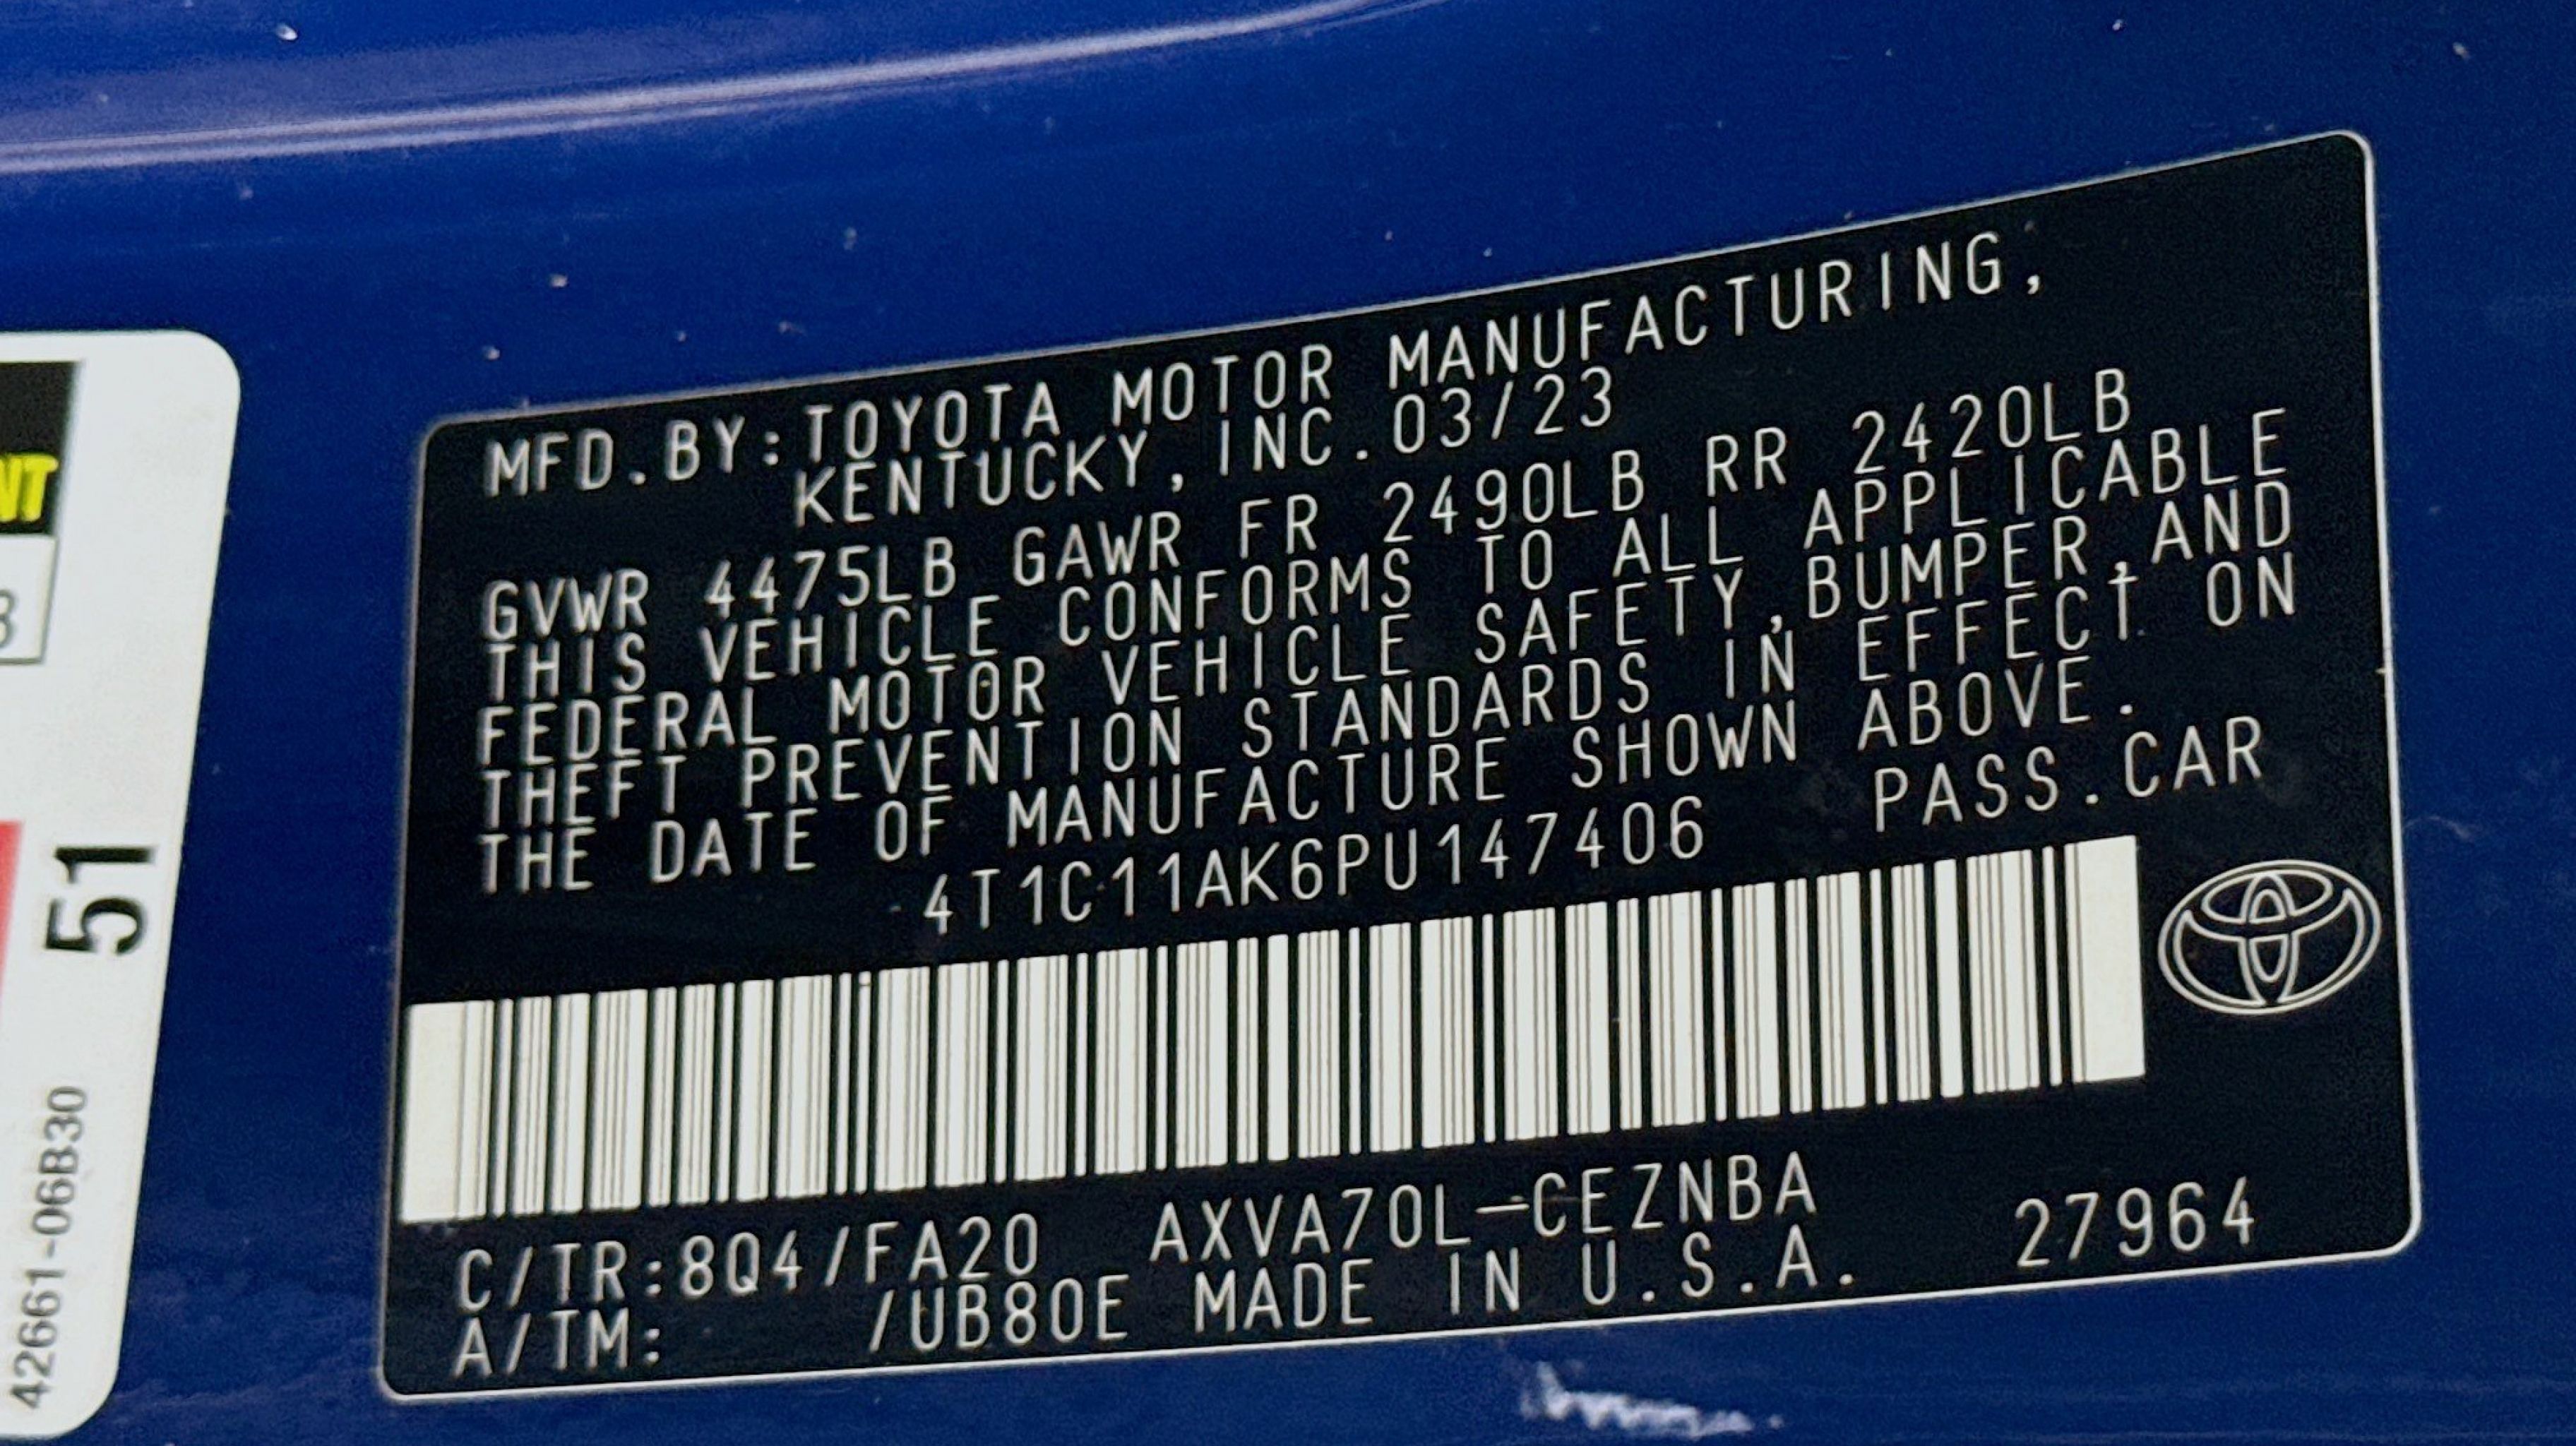 MFD.BY:TOYOTA MOTOR MANUFACTURING,
KENTUCKY, INC.03/23
GVWR 4475LB GAWR FR 2490LB RR 2420LB
THIS VEHICLE CONFORMS TO ALL APPLICABLE
FEDERAL MOTOR VEHICLE SAFETY,BUMPER,AND
THEFT PREVENTION STANDARDS IN EFFECT ON
THE DATE OF MANUFACTURE SHOWN ABOVE.
4T1C11AK6PU147406 PASS.CAR
C/TR:8Q4/FA20 AXVA70L-CEZNBA 27964
A/TM: /UB80E MADE IN U.S.A.
NT
51
42661-06B30